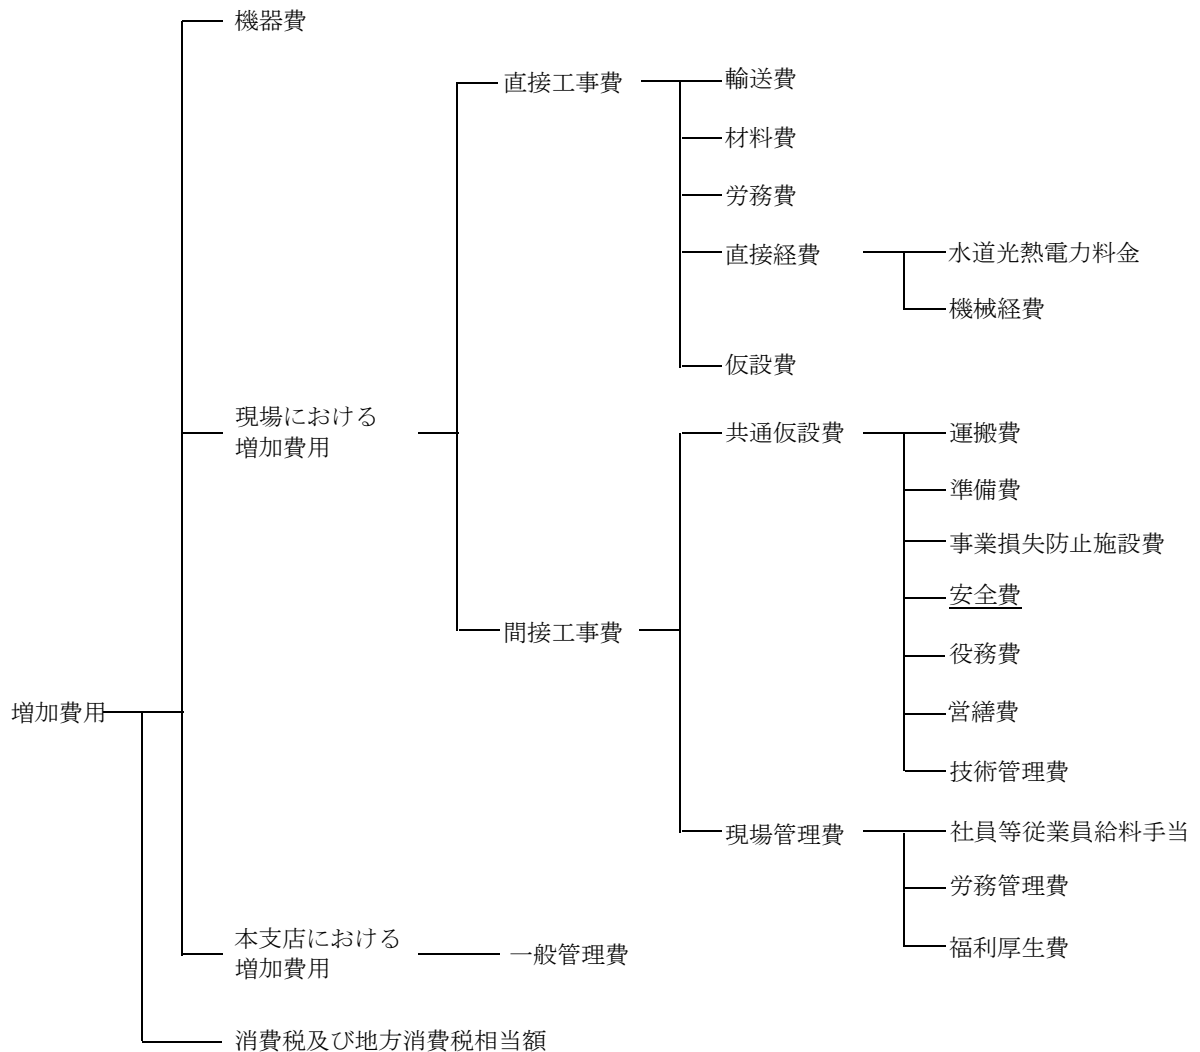 機器費
直接工事費
輸送費
材料費
労務費
直接経費
水道光熱電力料金
機械経費
仮設費
現場における
増加費用
共通仮設費
運搬費
準備費
事業損失防止施設費
安全費
間接工事費
役務費
営繕費
技術管理費
増加費用
現場管理費
社員等従業員給料手当
労務管理費
福利厚生費
本支店における
増加費用
一般管理費
消費税及び地方消費税相当額